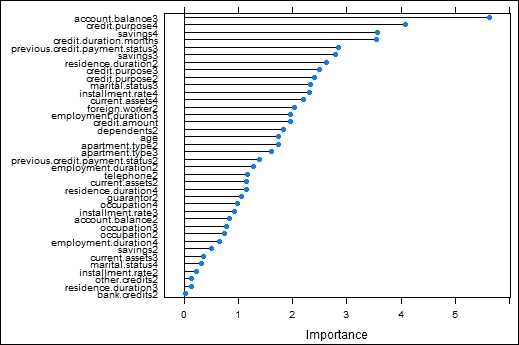 account.balance3
credit.purpose4
savings4
credit.duration.months
previous.credit.payment.status3
savings3
residence.duration2
credit.purpose3
credit.purpose2
marital.status3
installment.rate4
current.assets4
foreign.worker2
employment.duration3
credit.amount
dependents2
age
apartment.type2
apartment.type3
previous.credit.payment.status2
employment.duration2
telephone2
current.assets2
residence.duration4
guarantor2
occupation4
installment.rate3
account.balance2
occupation3
occupation2
employment.duration4
savings2
current.assets3
marital.status4
installment.rate2
other.credits2
residence.duration3
bank.credits2
0 1 2 3 4 5
Importance